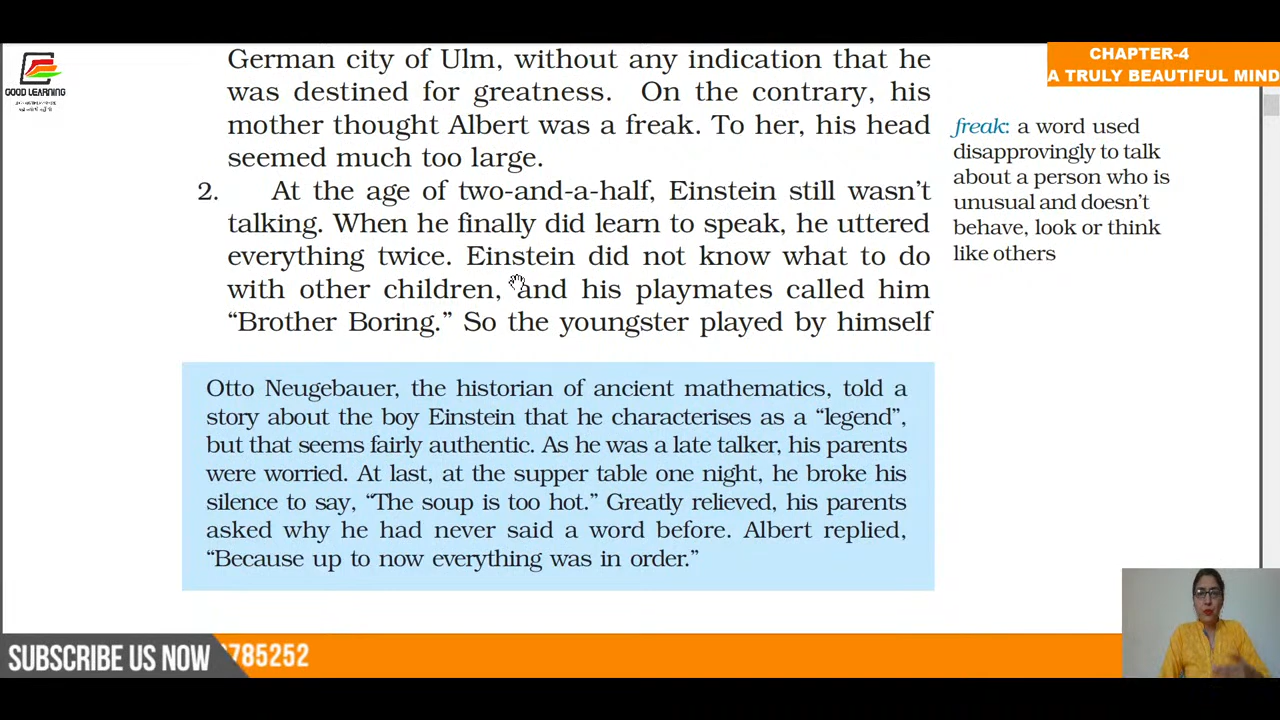 GOOD LEARNING
CHAPTER-4
A TRULY BEAUTIFUL MIND
German city of Ulm, without any indication that he
was destined for greatness. On the contrary, his
mother thought Albert was a freak. To her, his head
seemed much too large.
2. At the age of two-and-a-half, Einstein still wasn't
talking. When he finally did learn to speak, he uttered
everything twice. Einstein did not know what to do
with other children, and his playmates called him
“Brother Boring.” So the youngster played by himself
freak: a word used
disapprovingly to talk
about a person who is
unusual and doesn't
behave, look or think
like others
Otto Neugebauer, the historian of ancient mathematics, told a
story about the boy Einstein that he characterises as a “legend”,
but that seems fairly authentic. As he was a late talker, his parents
were worried. At last, at the supper table one night, he broke his
silence to say, “The soup is too hot.” Greatly relieved, his parents
asked why he had never said a word before. Albert replied,
“Because up to now everything was in order.”
SUBSCRIBE US NOW
785252